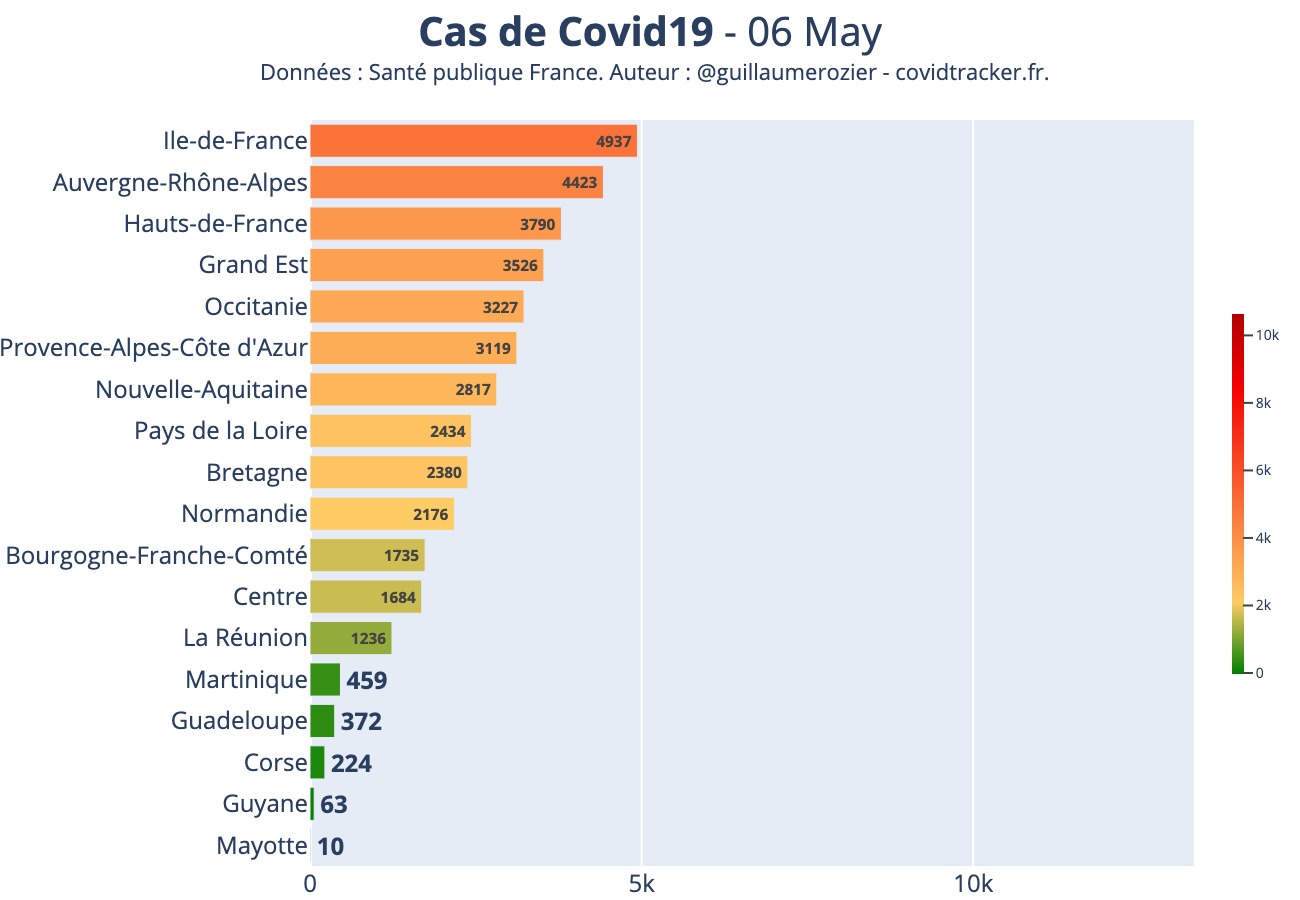 Cas de Covid19 - 06 May
Données : Santé publique France. Auteur : @guillaumerozier - covidtracker.fr.
Ile-de-France 4937
Auvergne-Rhône-Alpes 4423
Hauts-de-France 3790
Grand Est 3526
Occitanie 3227
Provence-Alpes-Côte d'Azur 3119
Nouvelle-Aquitaine 2817
Pays de la Loire 2434
Bretagne 2380
Normandie 2176
Bourgogne-Franche-Comté 1735
Centre 1684
La Réunion 1236
Martinique 459
Guadeloupe 372
Corse 224
Guyane 63
Mayotte 10
0 5k 10k
10k
8k
6k
4k
2k
0